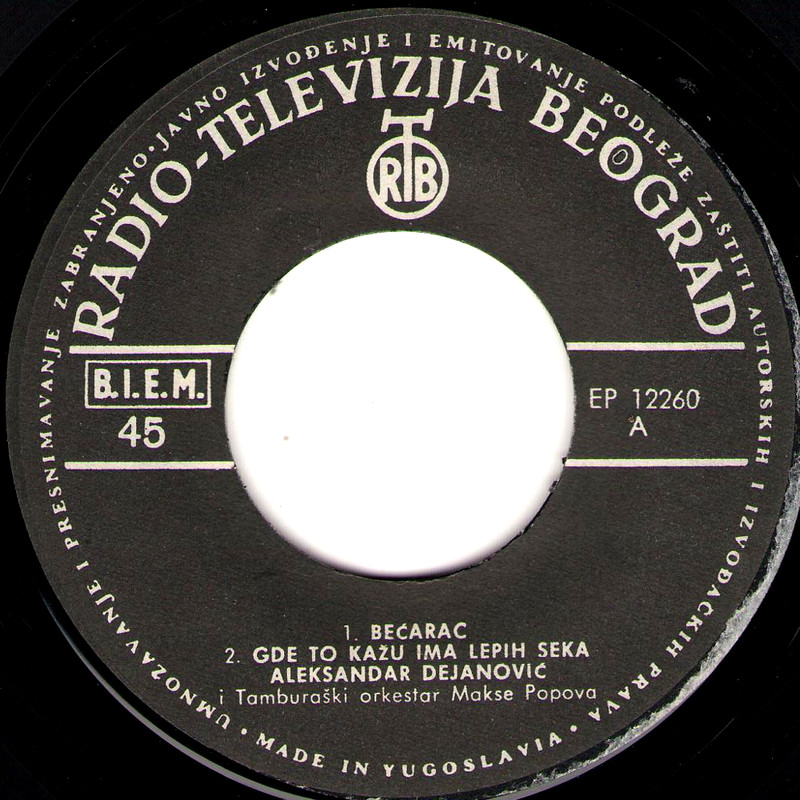 JAVNO IZVOĐENJE I EMITOVANJE PODLEŽE ZAŠTITI AUTORSKIH I IZVOĐAČKIH PRAVA • MADE IN YUGOSLAVIA • UMNOZAVANJE I PRESNIMAVANJE ZABRANJENO •
RADIO-TELEVIZIJA BEOGRAD
RTB
B.I.E.M.
45
EP 12260
A
1. BEĆARAC
2. GDE TO KAŽU IMA LEPIH SEKA
ALEKSANDAR DEJANOVIĆ
i Tamburaški orkestar Makse Popova